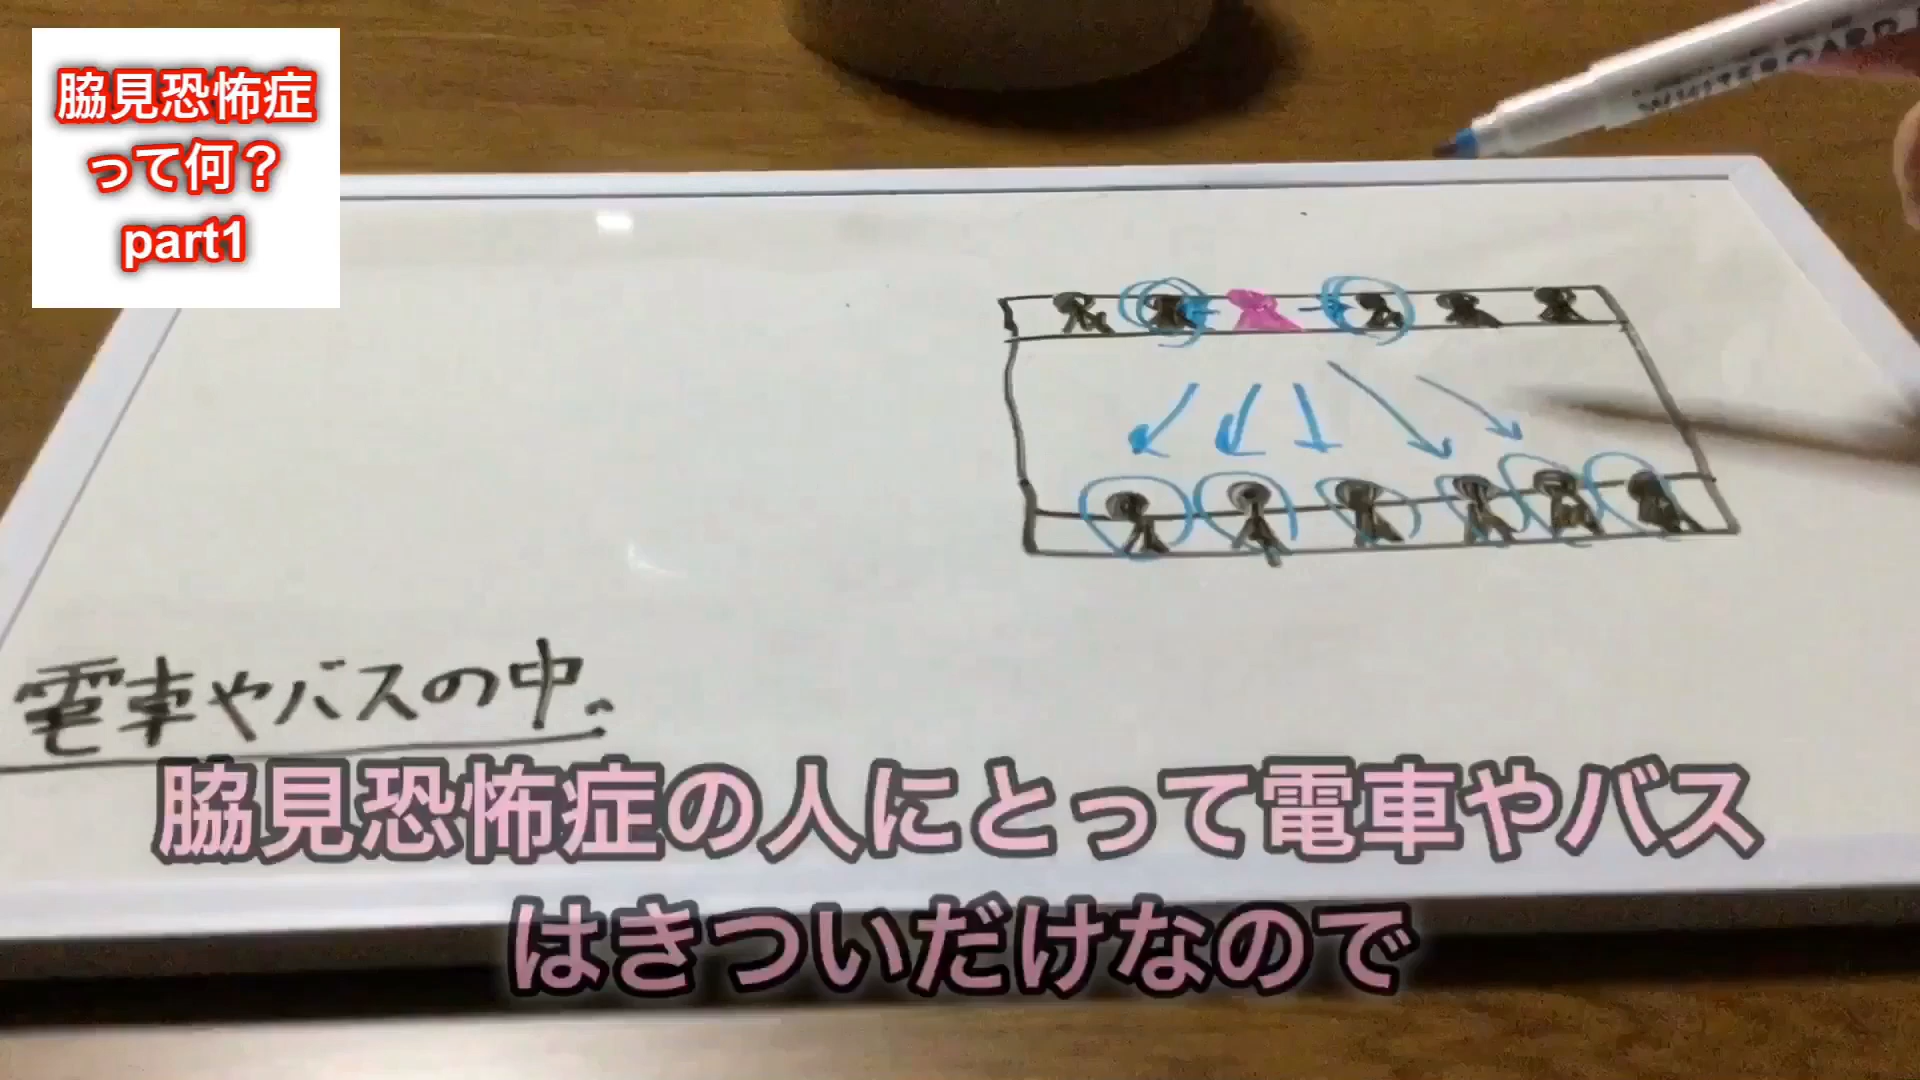 脇見恐怖症
って何？
part1
電車やバスの中
脇見恐怖症の人にとって電車やバス
はきついだけなので